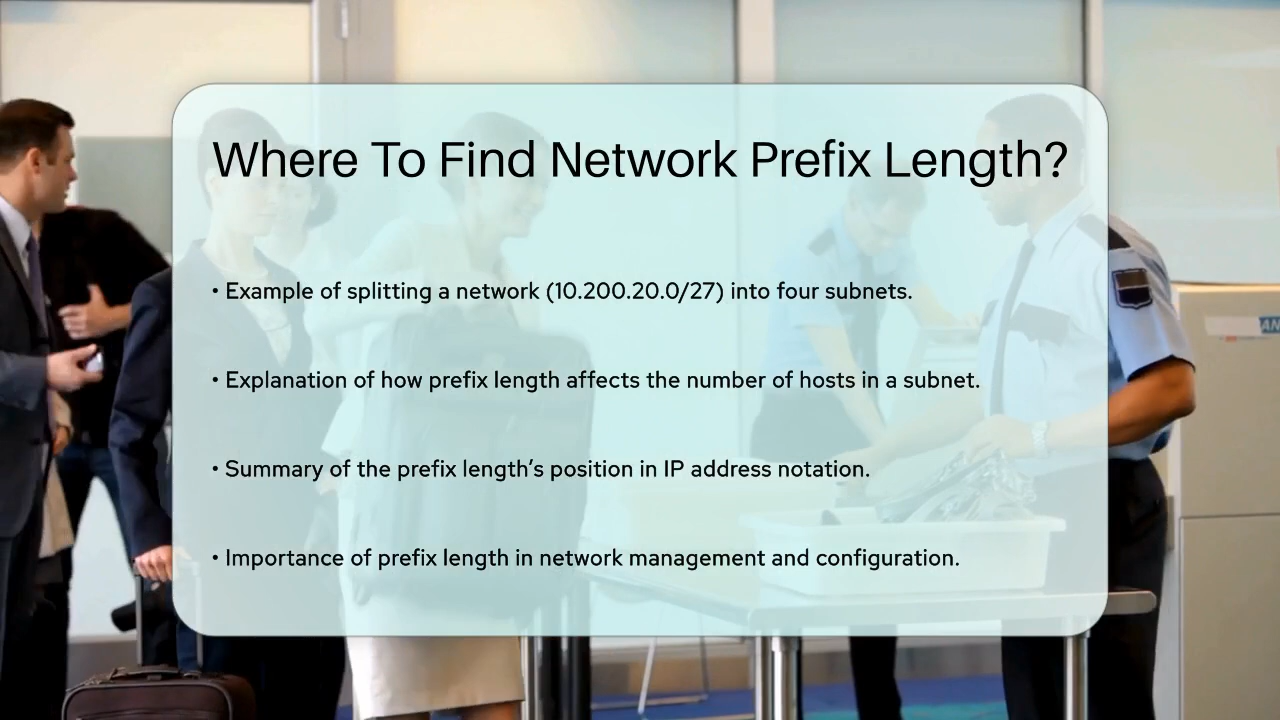 Where To Find Network Prefix Length?
• Example of splitting a network (10.200.20.0/27) into four subnets.
• Explanation of how prefix length affects the number of hosts in a subnet.
• Summary of the prefix length’s position in IP address notation.
• Importance of prefix length in network management and configuration.